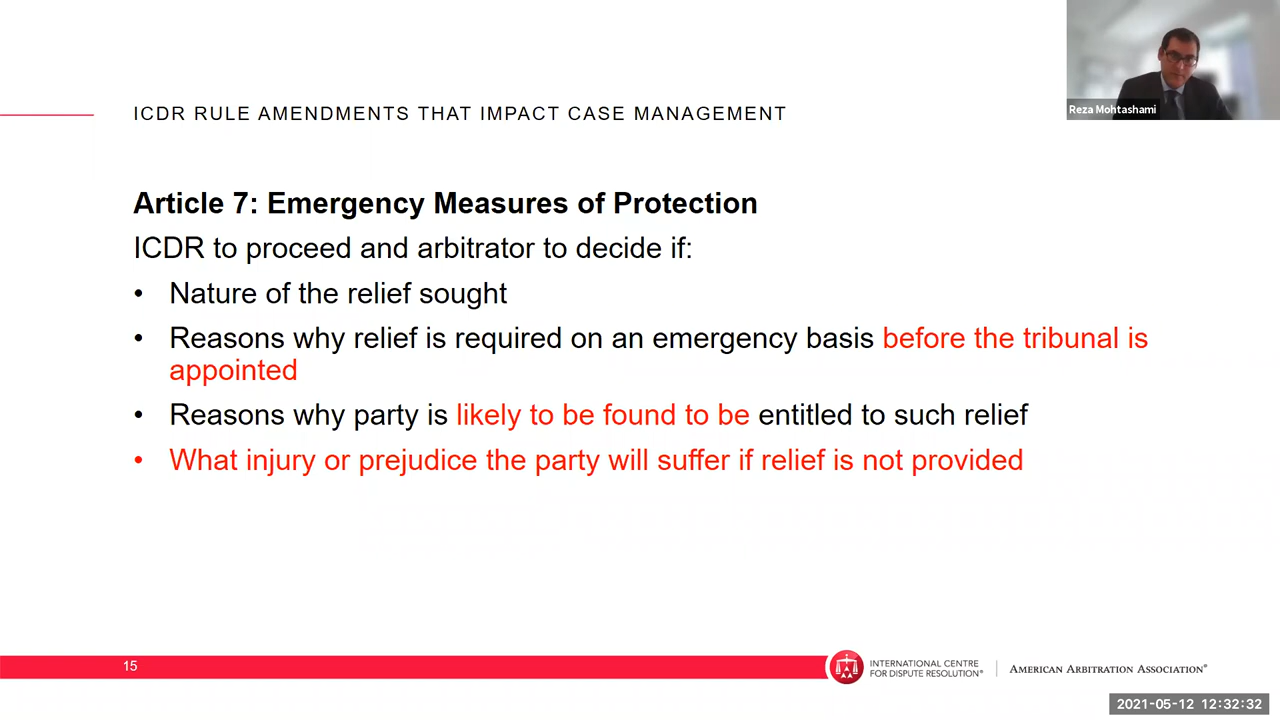 Reza Mohtashami
ICDR RULE AMENDMENTS THAT IMPACT CASE MANAGEMENT
Article 7: Emergency Measures of Protection
ICDR to proceed and arbitrator to decide if:
• Nature of the relief sought
• Reasons why relief is required on an emergency basis before the tribunal is
appointed
• Reasons why party is likely to be found to be entitled to such relief
• What injury or prejudice the party will suffer if relief is not provided
15
INTERNATIONAL CENTRE
FOR DISPUTE RESOLUTION®
AMERICAN ARBITRATION ASSOCIATION®
2021-05-12 12:32:32